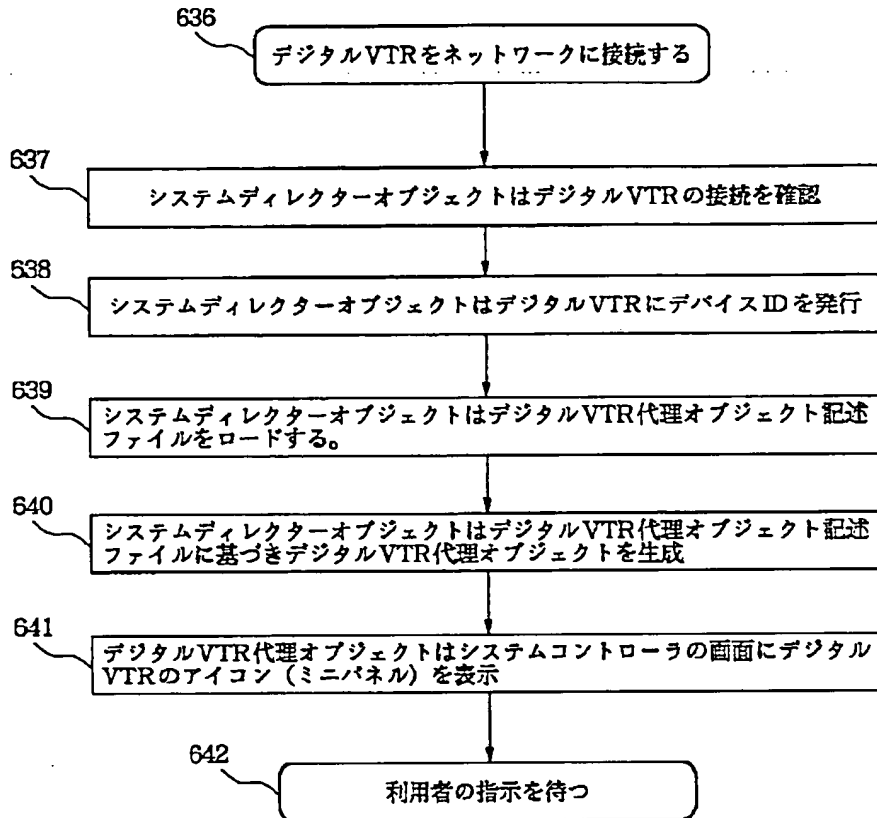 636
デジタルVTRをネットワークに接続する
637
システムディレクターオブジェクトはデジタルVTRの接続を確認
638
システムディレクターオブジェクトはデジタルVTRにデバイスIDを発行
639
システムディレクターオブジェクトはデジタルVTR代理オブジェクト記述
ファイルをロードする。
640
システムディレクターオブジェクトはデジタルVTR代理オブジェクト記述
ファイルに基づきデジタルVTR代理オブジェクトを生成
641
デジタルVTR代理オブジェクトはシステムコントローラの画面にデジタル
VTRのアイコン（ミニパネル）を表示
642
利用者の指示を待つ